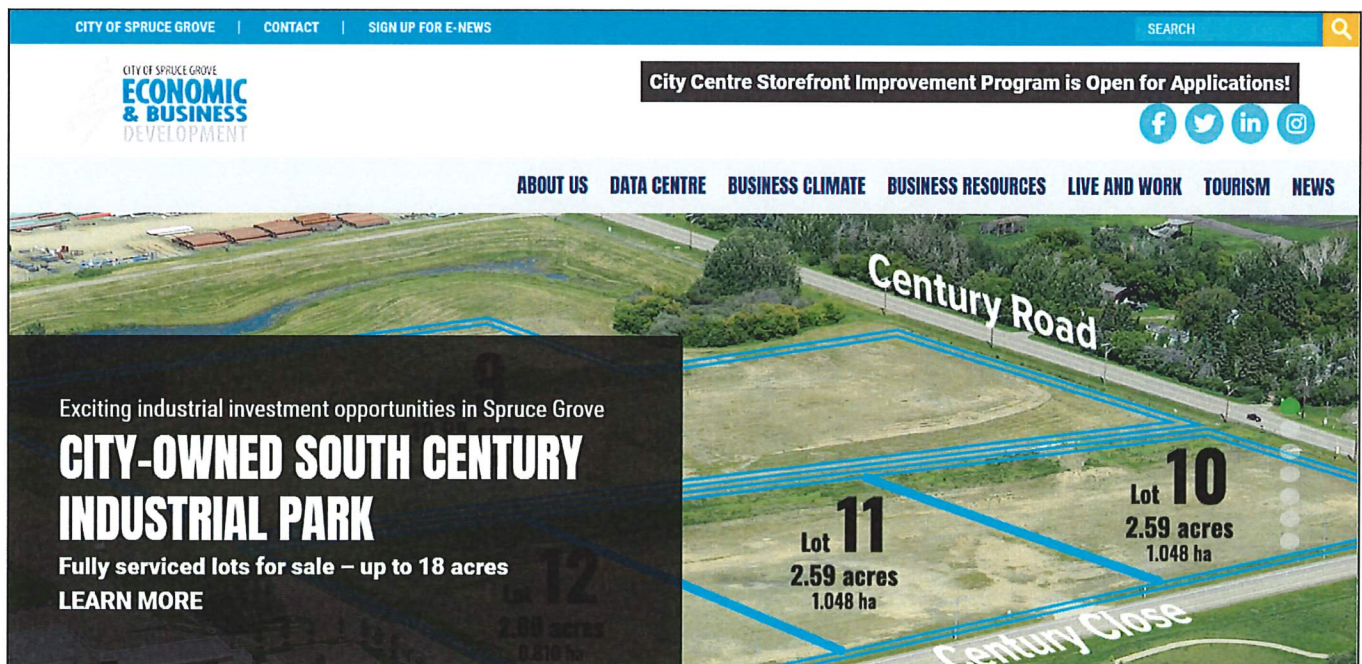 CITY OF SPRUCE GROVE | CONTACT | SIGN UP FOR E-NEWS
SEARCH
CITY OF SPRUCE GROVE
ECONOMIC
& BUSINESS
DEVELOPMENT
City Centre Storefront Improvement Program is Open for Applications!
ABOUT US DATA CENTRE BUSINESS CLIMATE BUSINESS RESOURCES LIVE AND WORK TOURISM NEWS
Century Road
9
Exciting industrial investment opportunities in Spruce Grove
CITY-OWNED SOUTH CENTURY
INDUSTRIAL PARK
Fully serviced lots for sale – up to 18 acres
LEARN MORE
Lot 10
2.59 acres
1.048 ha
Lot 11
2.59 acres
1.048 ha
Lot 12
Century Close